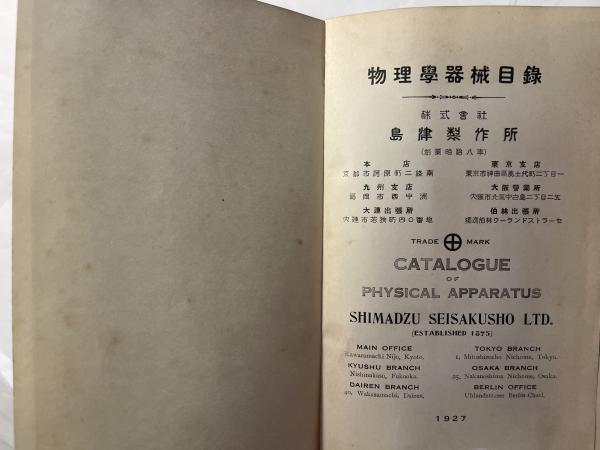 物理學器械目錄
株式會社
島津製作所
(創業明治八年)
本店
京都市河原町二條南
東京支店
東京市神田區美土代町二丁目一
九州支店
福岡市西中洲
大阪營業所
大阪市北區中之島二丁目二五
大連出張所
大連市若狹町四〇番地
伯林出張所
獨逸伯林ウーランドストラーセ
TRADE MARK
CATALOGUE
OF
PHYSICAL APPARATUS
SHIMADZU SEISAKUSHO LTD.
(ESTABLISHED 1875)
MAIN OFFICE
Kawaramachi Nijo, Kyoto.
TOKYO BRANCH
1, Mitoshirocho Nichome, Tokyo.
KYUSHU BRANCH
Nishinakasu, Fukuoka.
OSAKA BRANCH
25, Nakanoshima Nichome, Osaka.
DAIREN BRANCH
40, Wakasamachi, Dairen.
BERLIN OFFICE
Uhlandstrasse Berlin-Charl.
1927